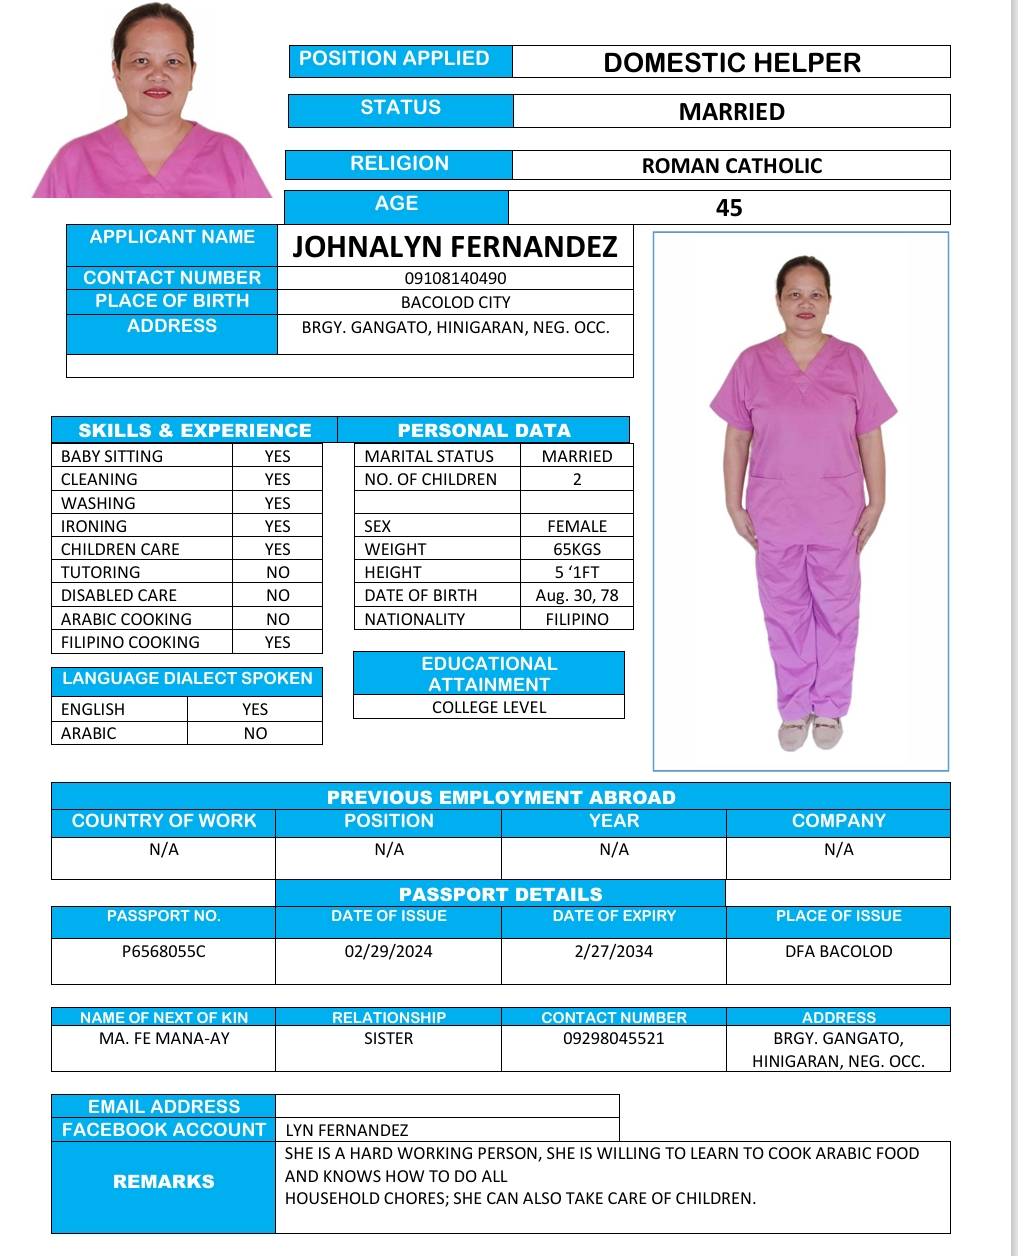 POSITION APPLIED DOMESTIC HELPER
STATUS MARRIED
RELIGION ROMAN CATHOLIC
AGE 45
APPLICANT NAME JOHNALYN FERNANDEZ
CONTACT NUMBER 09108140490
PLACE OF BIRTH BACOLOD CITY
ADDRESS BRGY. GANGATO, HINIGARAN, NEG. OCC.
SKILLS & EXPERIENCE PERSONAL DATA
BABY SITTING YES MARITAL STATUS MARRIED
CLEANING YES NO. OF CHILDREN 2
WASHING YES
IRONING YES SEX FEMALE
CHILDREN CARE YES WEIGHT 65KGS
TUTORING NO HEIGHT 5 ‘1FT
DISABLED CARE NO DATE OF BIRTH Aug. 30, 78
ARABIC COOKING NO NATIONALITY FILIPINO
FILIPINO COOKING YES
LANGUAGE DIALECT SPOKEN
ENGLISH YES
ARABIC NO
EDUCATIONAL
ATTAINMENT
COLLEGE LEVEL
PREVIOUS EMPLOYMENT ABROAD
COUNTRY OF WORK POSITION YEAR COMPANY
N/A N/A N/A N/A
PASSPORT DETAILS
PASSPORT NO. DATE OF ISSUE DATE OF EXPIRY PLACE OF ISSUE
P6568055C 02/29/2024 2/27/2034 DFA BACOLOD
NAME OF NEXT OF KIN RELATIONSHIP CONTACT NUMBER ADDRESS
MA. FE MANA-AY SISTER 09298045521 BRGY. GANGATO,
HINIGARAN, NEG. OCC.
EMAIL ADDRESS
FACEBOOK ACCOUNT LYN FERNANDEZ
REMARKS
SHE IS A HARD WORKING PERSON, SHE IS WILLING TO LEARN TO COOK ARABIC FOOD
AND KNOWS HOW TO DO ALL
HOUSEHOLD CHORES; SHE CAN ALSO TAKE CARE OF CHILDREN.